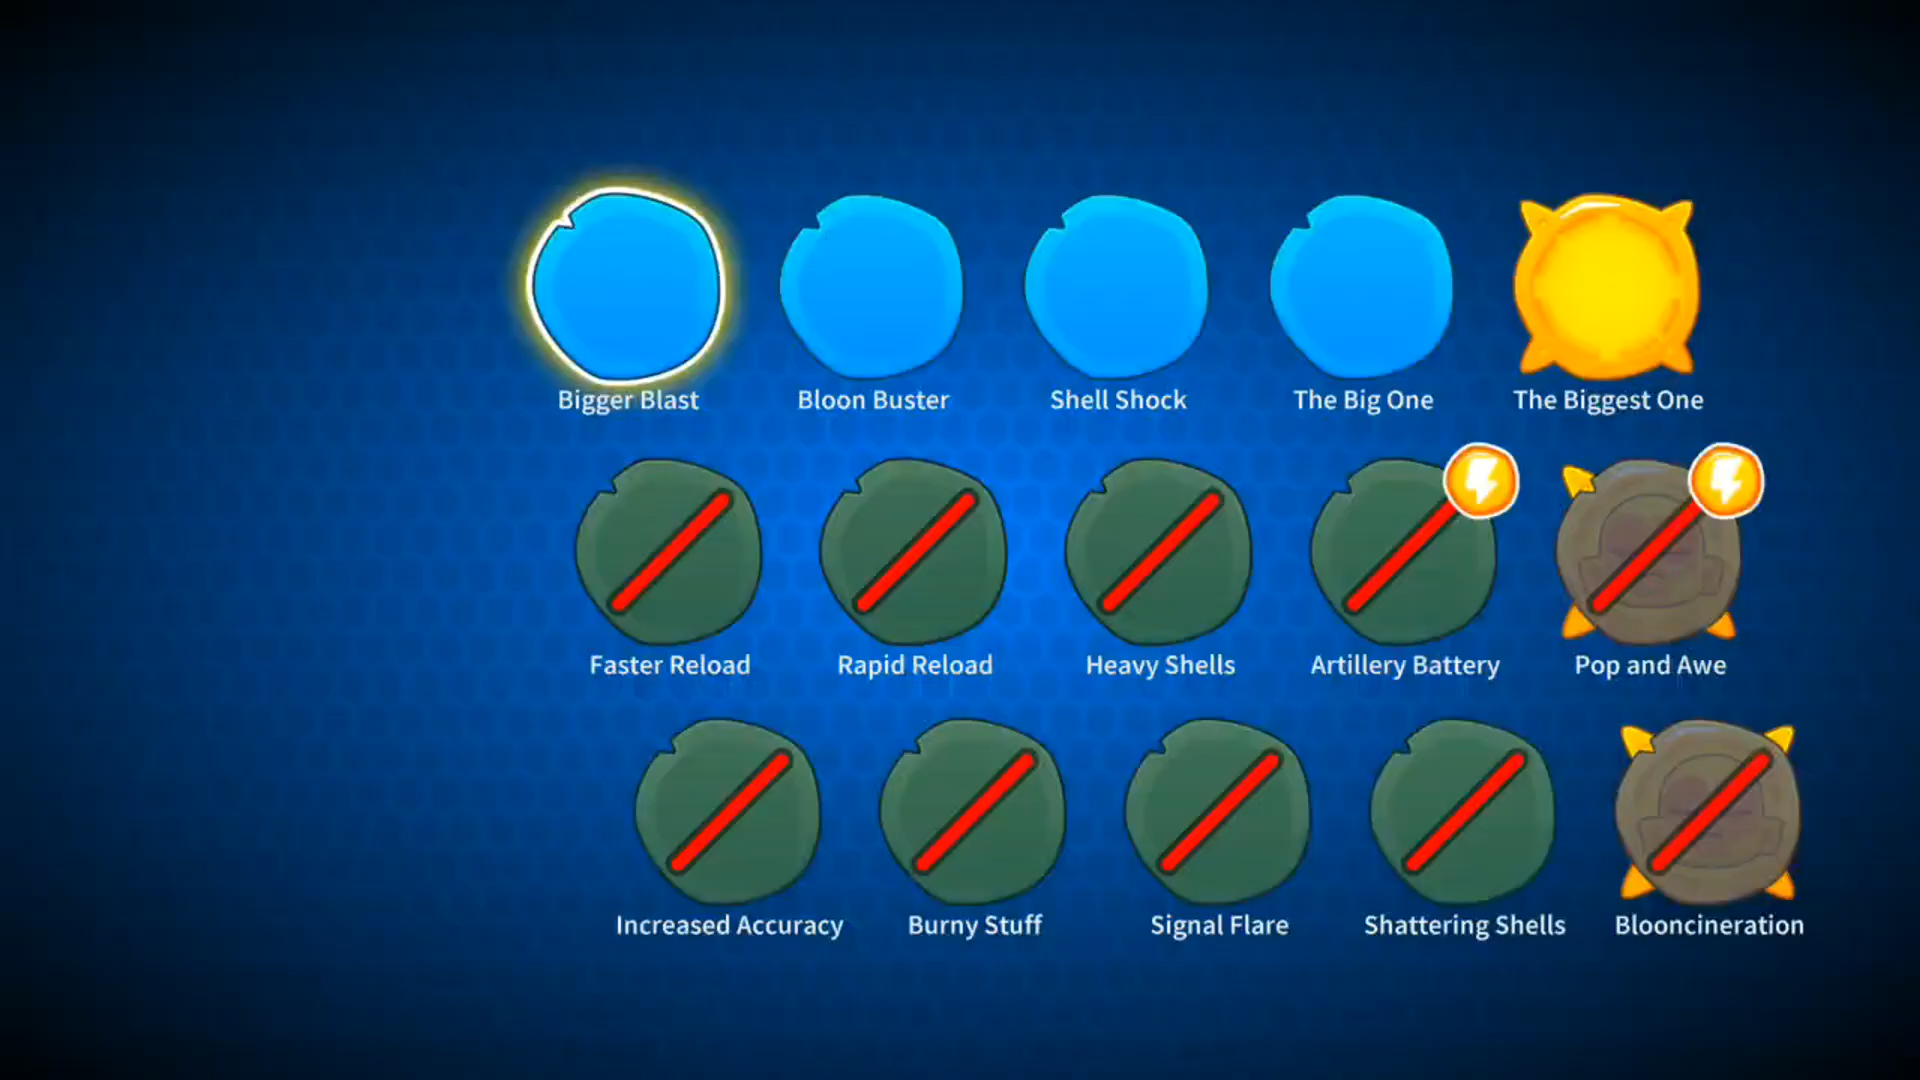 Bigger Blast
Bloon Buster
Shell Shock
The Big One
The Biggest One
Faster Reload
Rapid Reload
Heavy Shells
Artillery Battery
Pop and Awe
Increased Accuracy
Burny Stuff
Signal Flare
Shattering Shells
Blooncineration